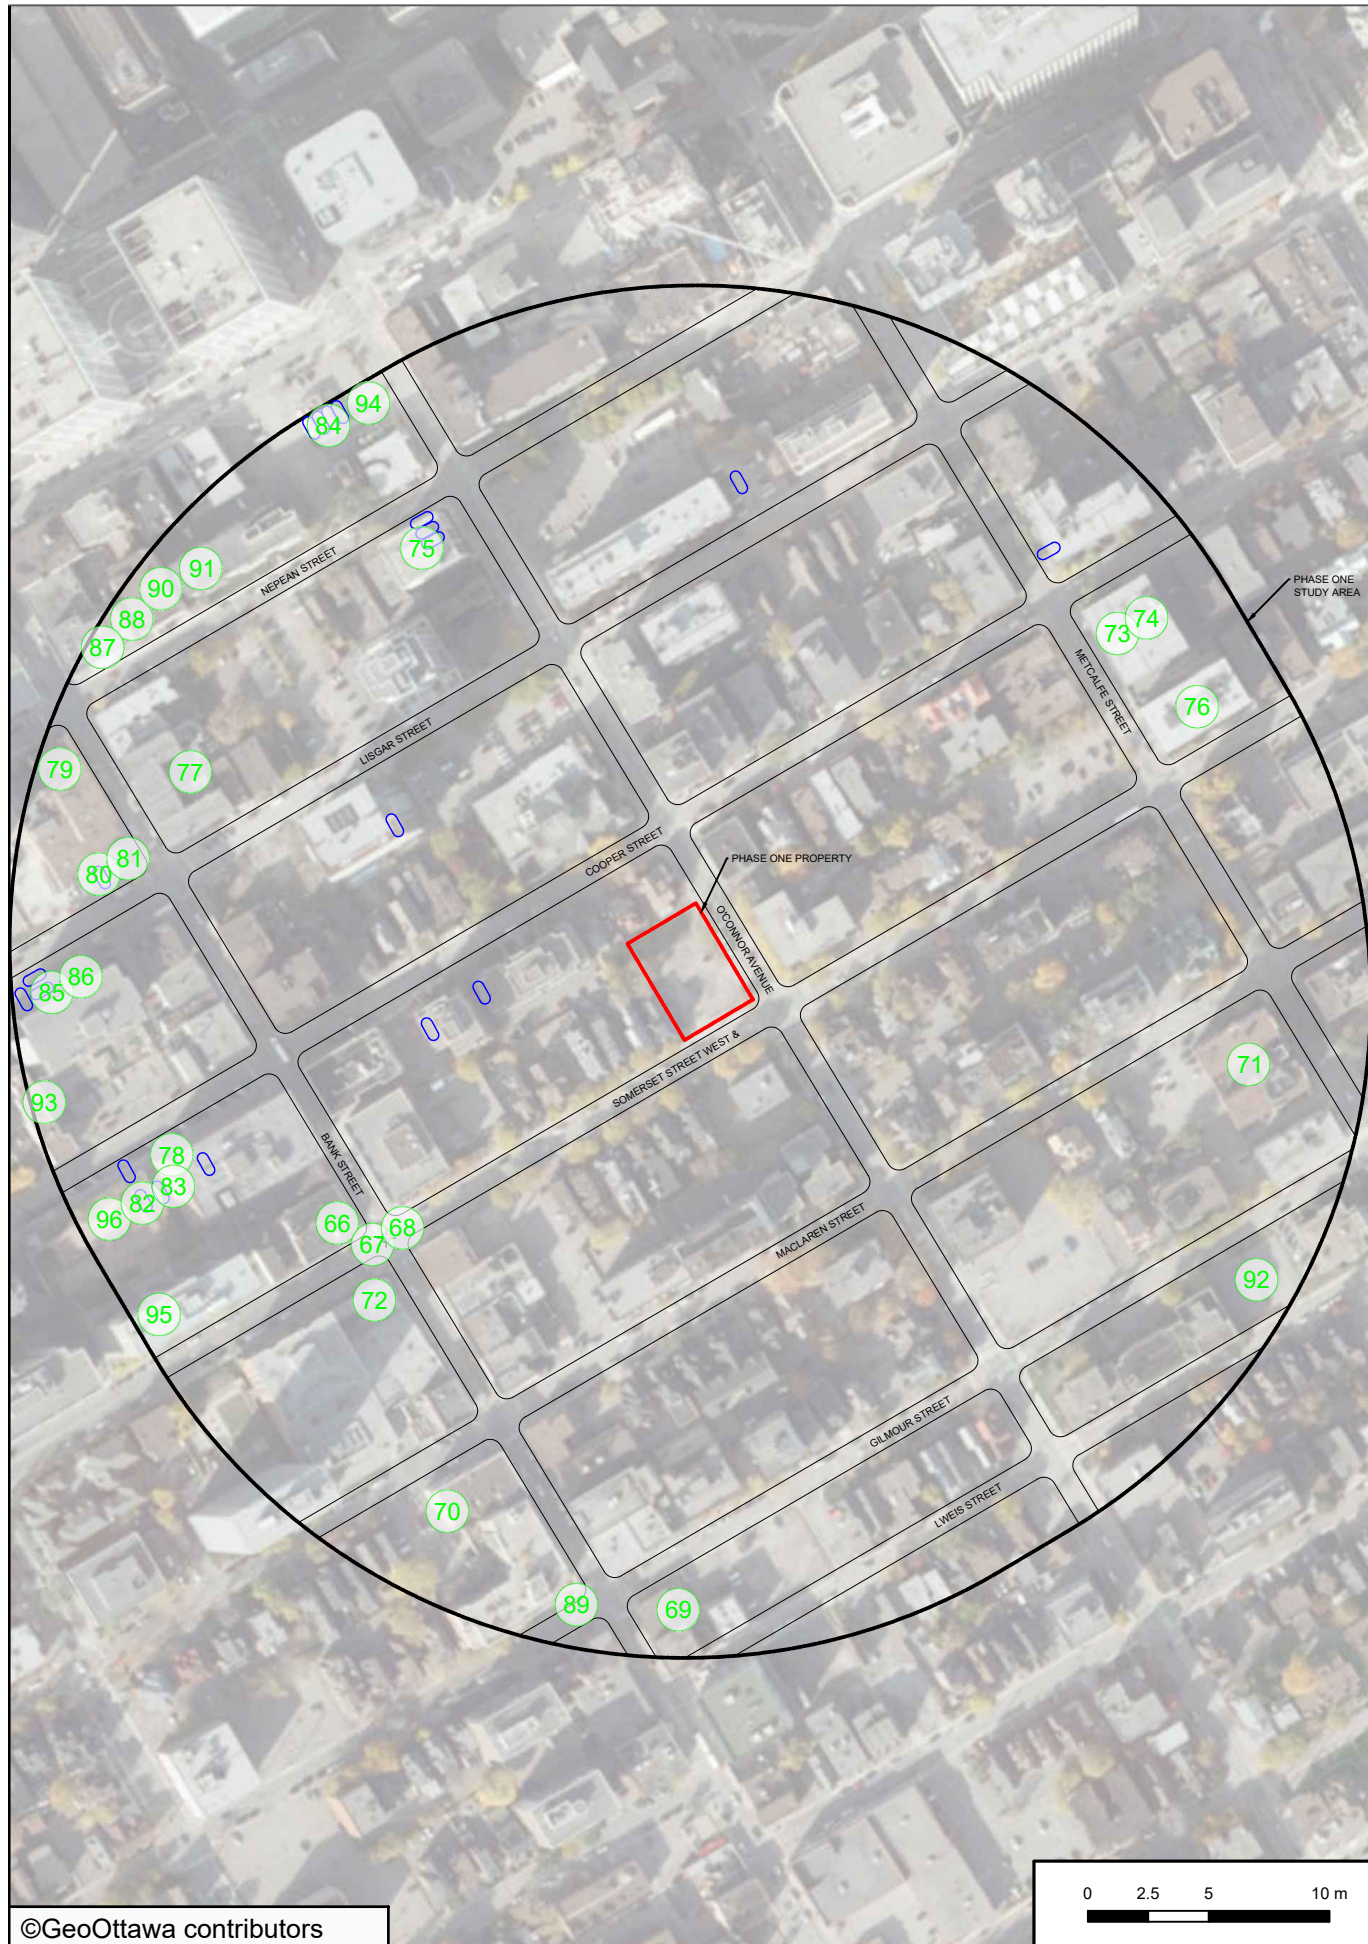 94
84
75
91
NEPEAN STREET
90
88
87
PHASE ONE
STUDY AREA
74
73
METCALFE STREET
76
LISGAR STREET
79
77
COOPER STREET
81
80
PHASE ONE PROPERTY
O'CONNOR AVENUE
86
85
SOMERSET STREET WEST &
71
93
BANK STREET
78
83
82
96
66
68
67
MACLAREN STREET
92
72
95
GILMOUR STREET
70
LWEIS STREET
89
69
0 2.5 5 10 m
©GeoOttawa contributors